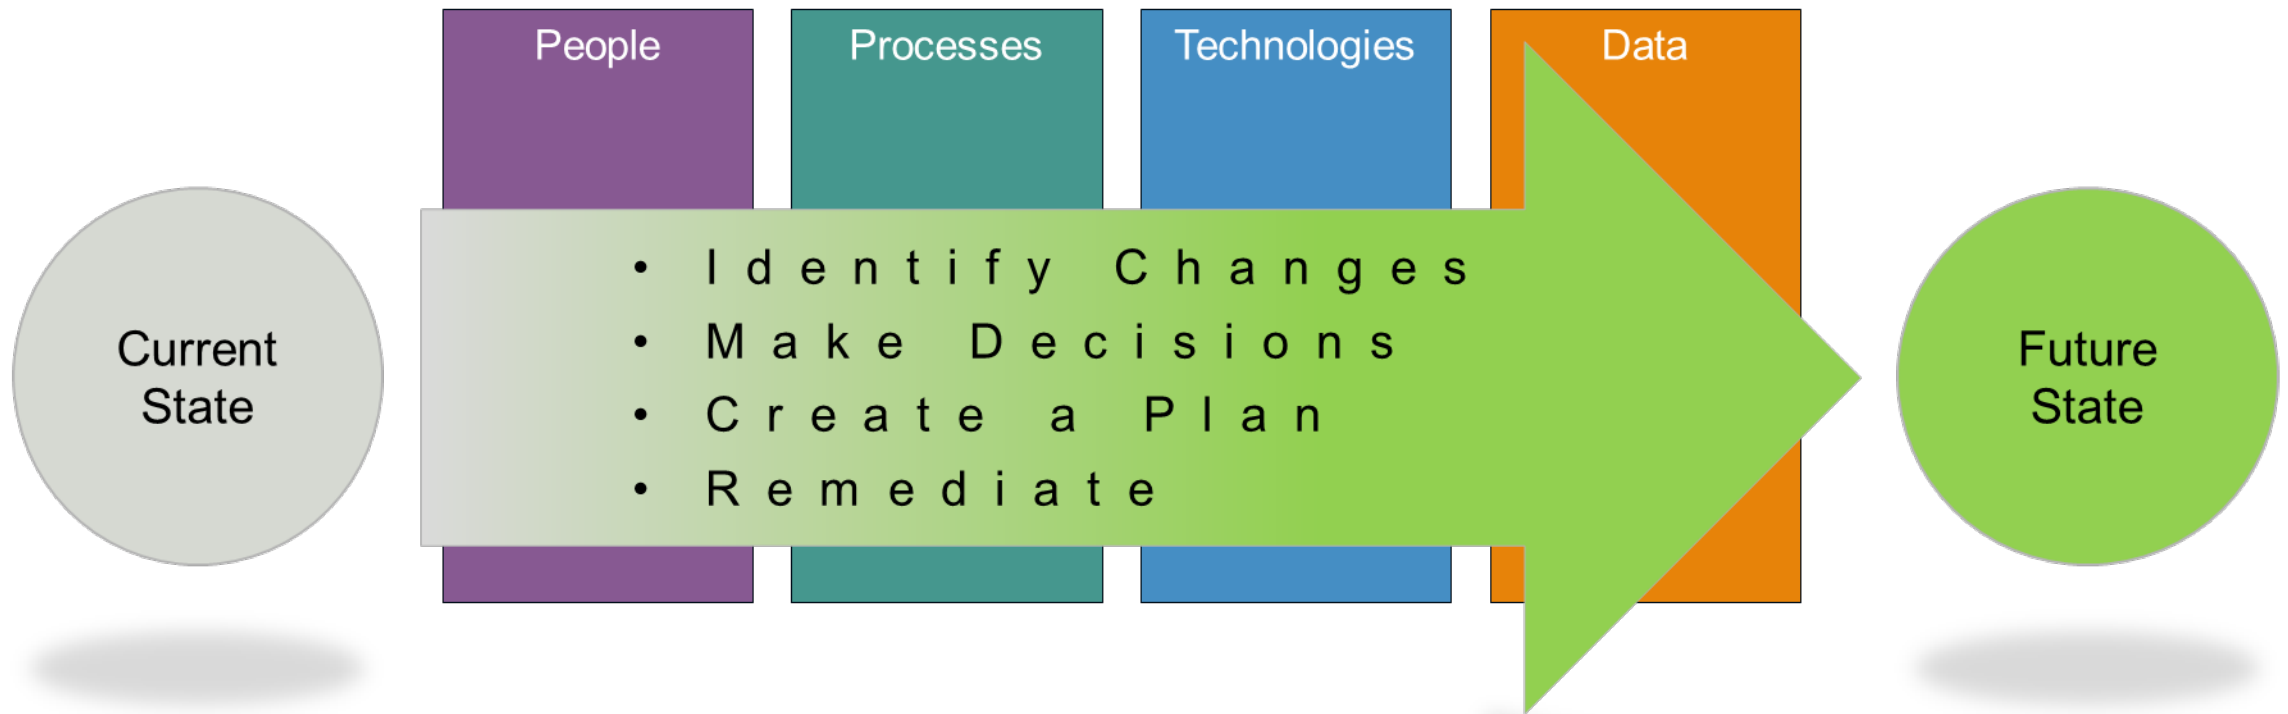 People
Processes
Technologies
Data
Current
State
• Identify Changes
• Make Decisions
• Create a Plan
• Remediate
Future
State